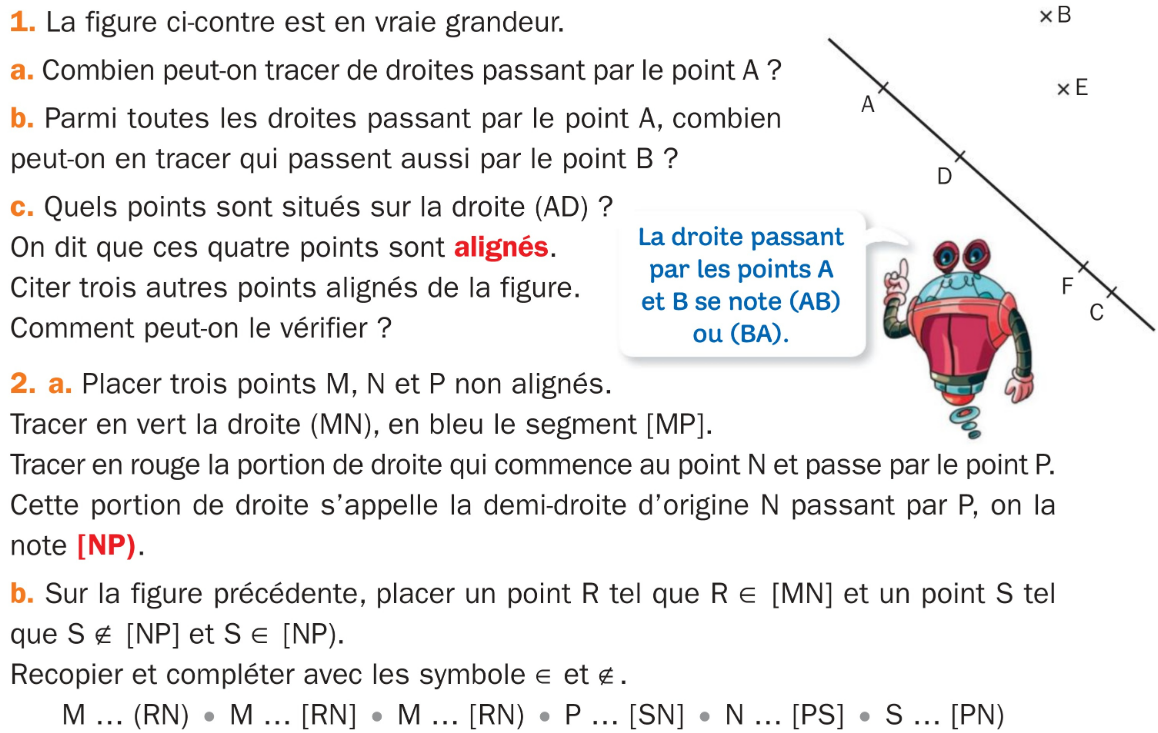 1. La figure ci-contre est en vraie grandeur.
a. Combien peut-on tracer de droites passant par le point A ?
b. Parmi toutes les droites passant par le point A, combien
peut-on en tracer qui passent aussi par le point B ?
c. Quels points sont situés sur la droite (AD) ?
On dit que ces quatre points sont alignés.
Citer trois autres points alignés de la figure.
Comment peut-on le vérifier ?
× B
× E
A
D
F
C
La droite passant
par les points A
et B se note (AB)
ou (BA).
2. a. Placer trois points M, N et P non alignés.
Tracer en vert la droite (MN), en bleu le segment [MP].
Tracer en rouge la portion de droite qui commence au point N et passe par le point P.
Cette portion de droite s’appelle la demi-droite d’origine N passant par P, on la
note [NP).
b. Sur la figure précédente, placer un point R tel que R ∈ [MN] et un point S tel
que S ∉ [NP] et S ∈ [NP).
Recopier et compléter avec les symbole ∈ et ∉.
M ... (RN) • M ... [RN] • M ... [RN) • P ... [SN] • N ... [PS] • S ... [PN)